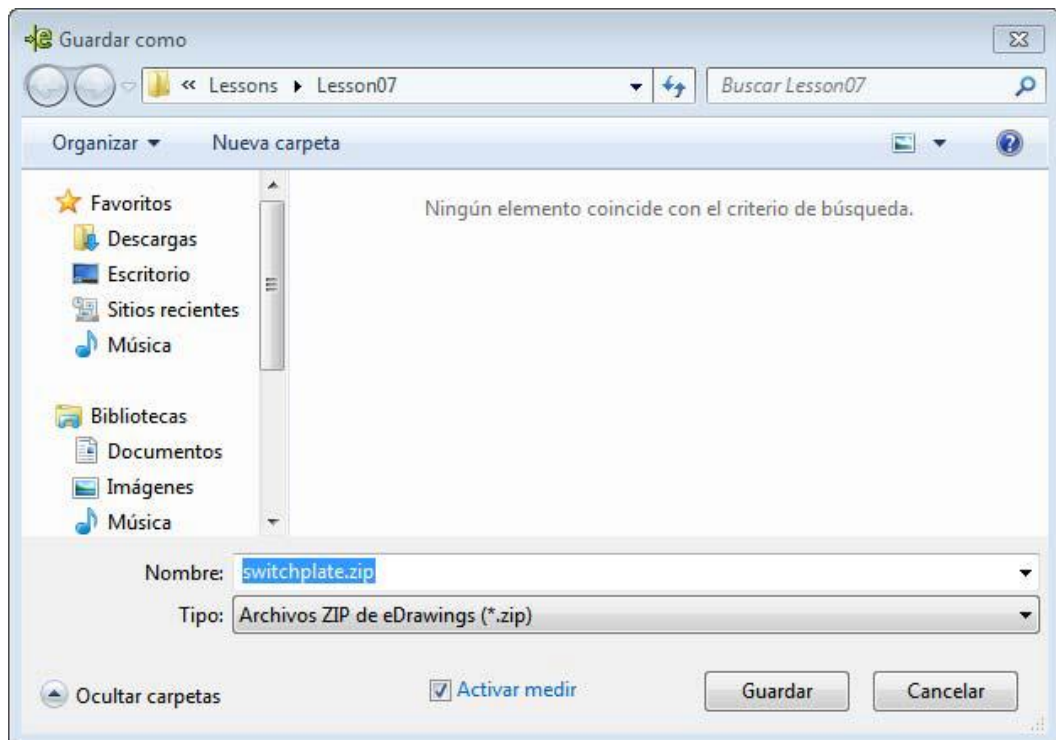 Guardar como
« Lessons ▸ Lesson07
Buscar Lesson07
Organizar
Nueva carpeta
Favoritos
Descargas
Escritorio
Sitios recientes
Música
Bibliotecas
Documentos
Imágenes
Música
Ningún elemento coincide con el criterio de búsqueda.
Nombre: switchplate.zip
Tipo: Archivos ZIP de eDrawings (*.zip)
Ocultar carpetas
Activar medir
Guardar
Cancelar